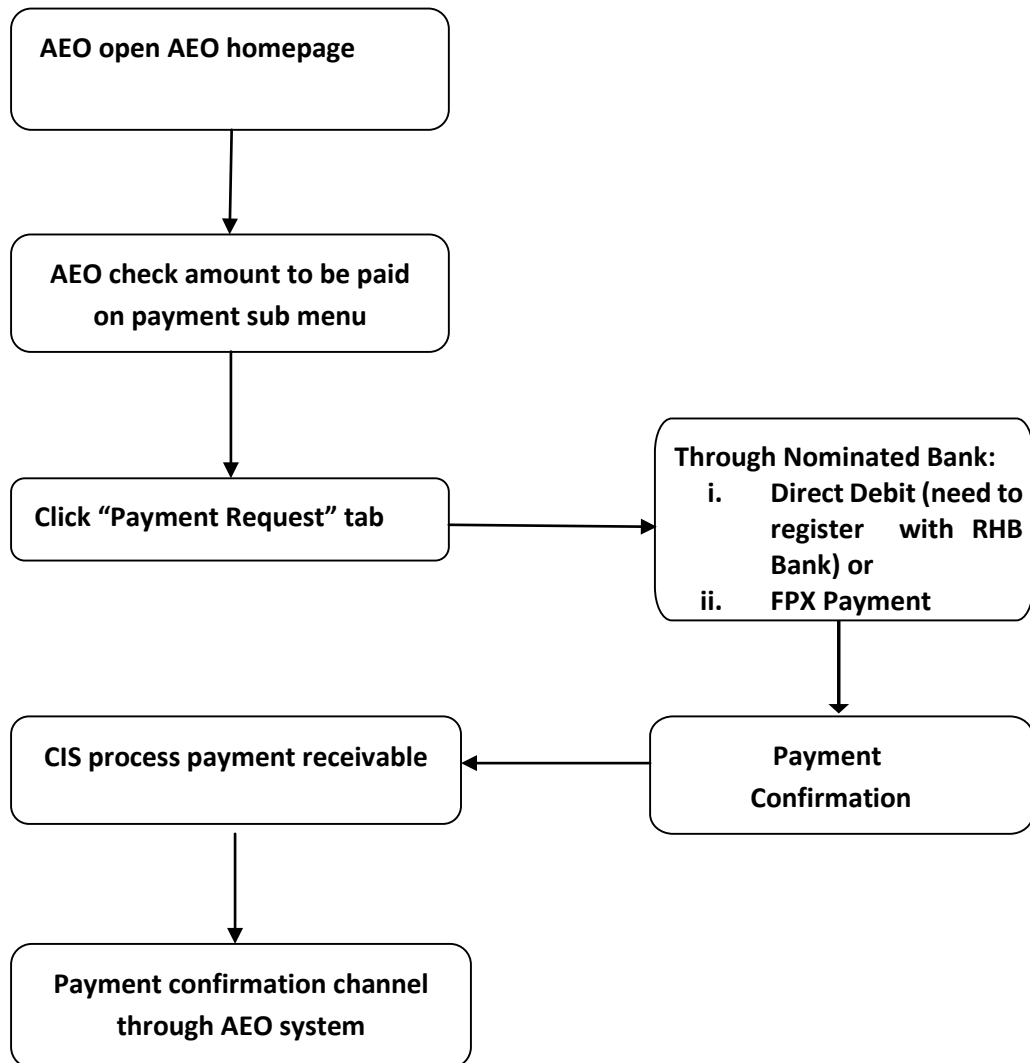 AEO open AEO homepage
AEO check amount to be paid
on payment sub menu
Click “Payment Request” tab
Through Nominated Bank:
i. Direct Debit (need to
register with RHB
Bank) or
ii. FPX Payment
Payment
Confirmation
CIS process payment receivable
Payment confirmation channel
through AEO system